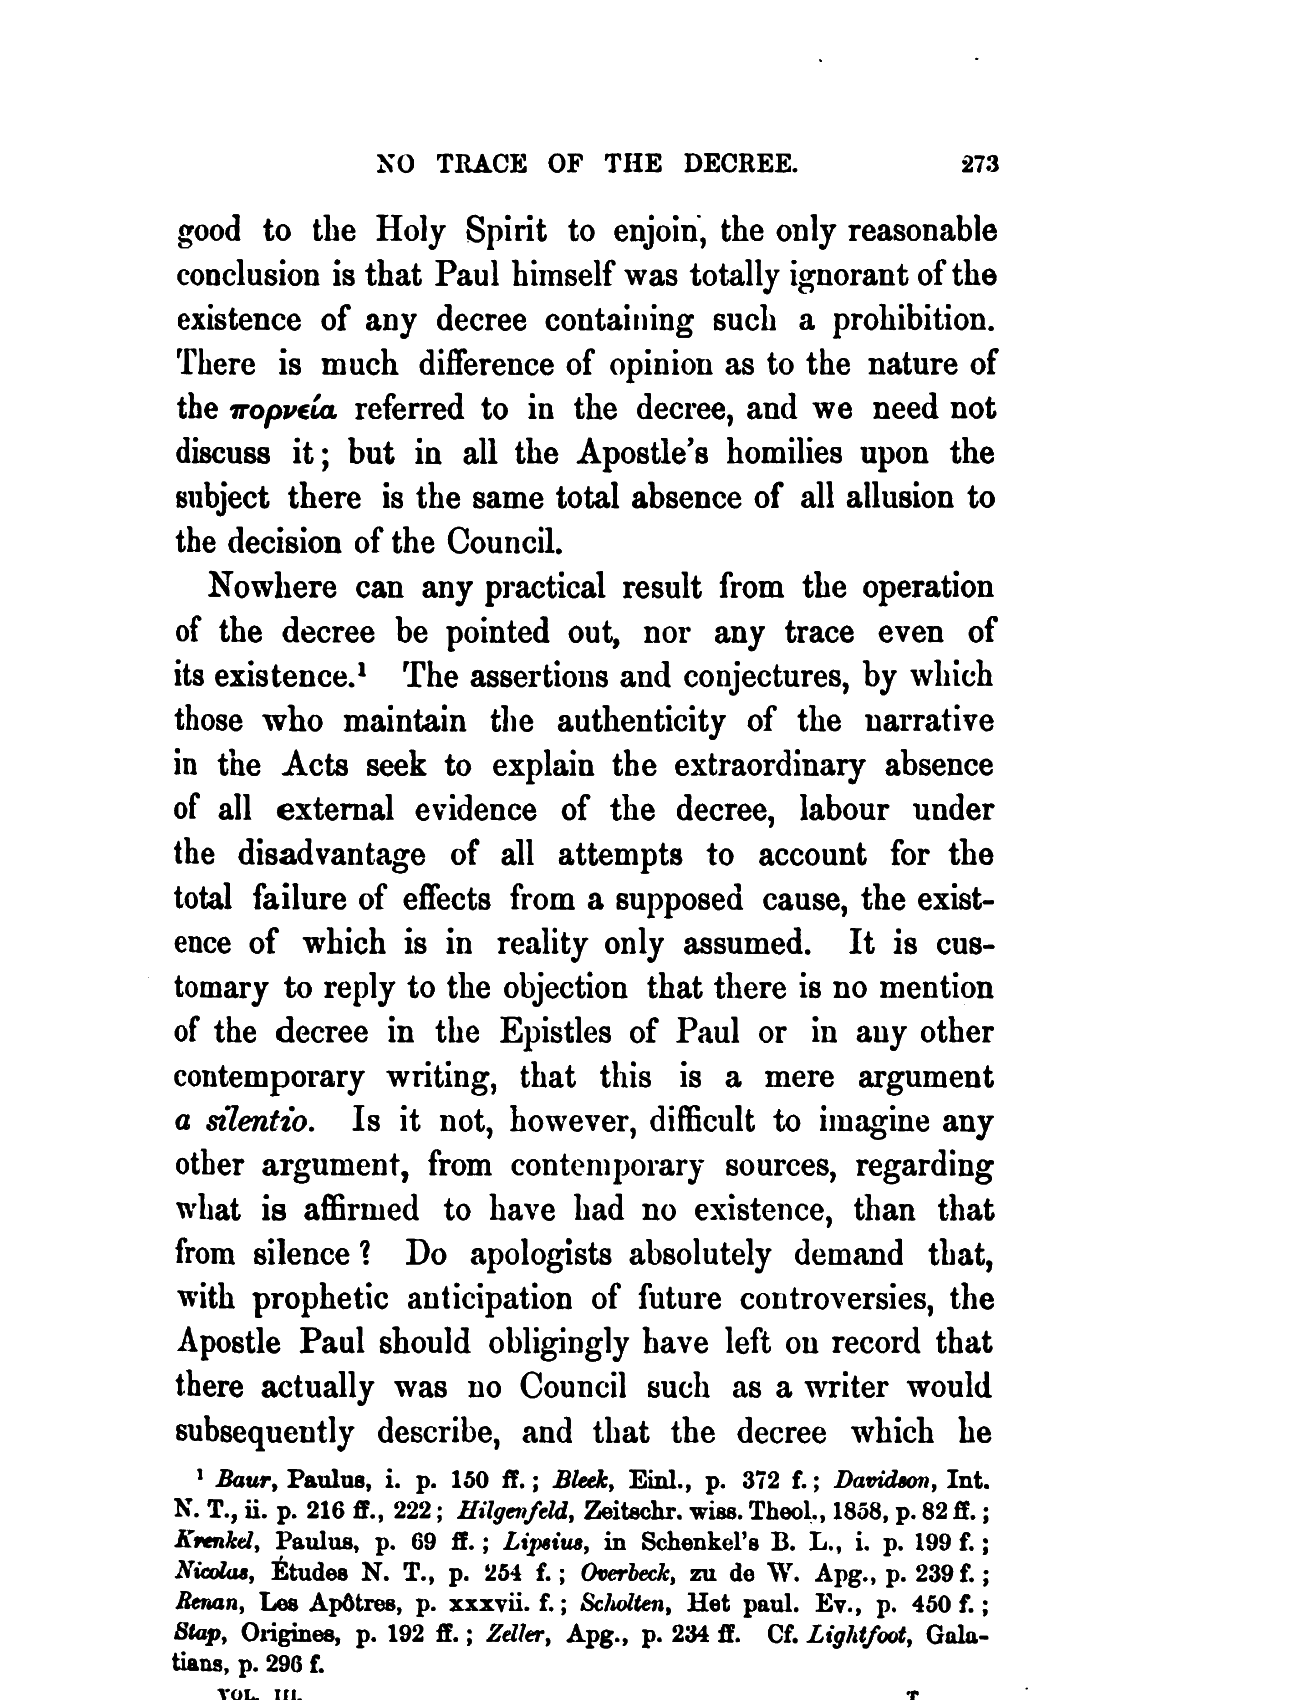 NO TRACE OF THE DECREE. 273
good to the Holy Spirit to enjoin, the only reasonable
conclusion is that Paul himself was totally ignorant of the
existence of any decree containing such a prohibition.
There is much difference of opinion as to the nature of
the πορνεία referred to in the decree, and we need not
discuss it; but in all the Apostle's homilies upon the
subject there is the same total absence of all allusion to
the decision of the Council.
Nowhere can any practical result from the operation
of the decree be pointed out, nor any trace even of
its existence.¹ The assertions and conjectures, by which
those who maintain the authenticity of the narrative
in the Acts seek to explain the extraordinary absence
of all external evidence of the decree, labour under
the disadvantage of all attempts to account for the
total failure of effects from a supposed cause, the exist-
ence of which is in reality only assumed. It is cus-
tomary to reply to the objection that there is no mention
of the decree in the Epistles of Paul or in any other
contemporary writing, that this is a mere argument
a silentio. Is it not, however, difficult to imagine any
other argument, from contemporary sources, regarding
what is affirmed to have had no existence, than that
from silence? Do apologists absolutely demand that,
with prophetic anticipation of future controversies, the
Apostle Paul should obligingly have left on record that
there actually was no Council such as a writer would
subsequently describe, and that the decree which he
¹ Baur, Paulus, i. p. 150 ff.; Bleek, Einl., p. 372 f.; Davidson, Int.
N. T., ii. p. 216 ff., 222; Hilgenfeld, Zeitschr. wiss. Theol., 1858, p. 82 ff.;
Krenkel, Paulus, p. 69 ff.; Lipsius, in Schenkel's B. L., i. p. 199 f.;
Nicolas, Études N. T., p. 254 f.; Overbeck, zu de W. Apg., p. 239 f.;
Renan, Les Apôtres, p. xxxvii. f.; Scholten, Het paul. Ev., p. 450 f.;
Stap, Origines, p. 192 ff.; Zeller, Apg., p. 234 ff. Cf. Lightfoot, Gala-
tians, p. 296 f.
VOL. III. T